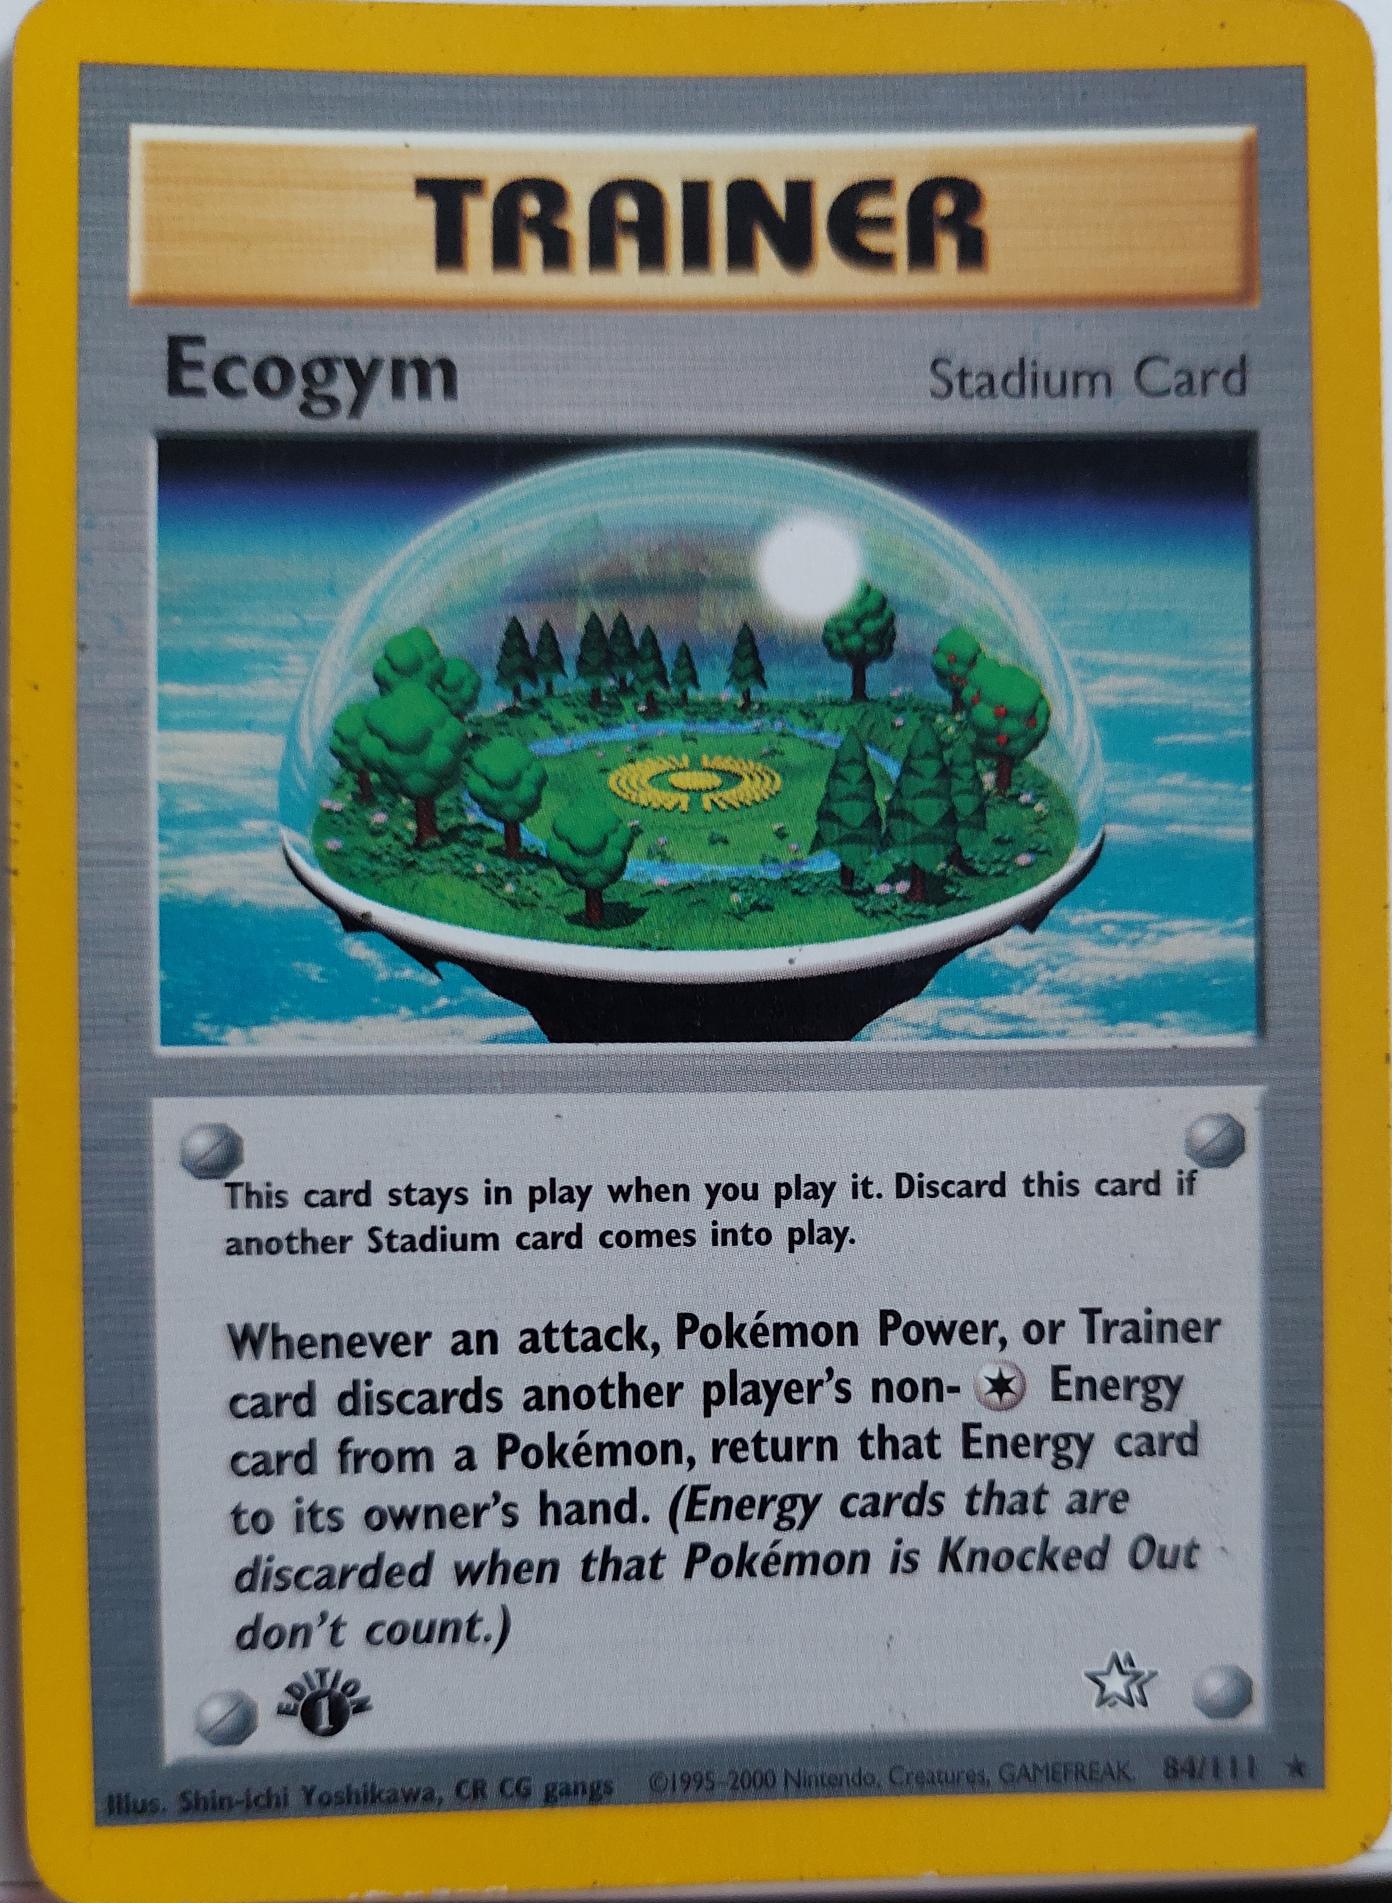 TRAINER
Ecogym
Stadium Card
This card stays in play when you play it. Discard this card if
another Stadium card comes into play.
Whenever an attack, Pokémon Power, or Trainer
card discards another player's non- Energy
card from a Pokémon, return that Energy card
to its owner's hand. (Energy cards that are
discarded when that Pokémon is Knocked Out
don't count.)
EDITION
1
Illus. Shin-ichi Yoshikawa, CR CG gangs ©1995-2000 Nintendo, Creatures, GAMEFREAK. 84/111 ★